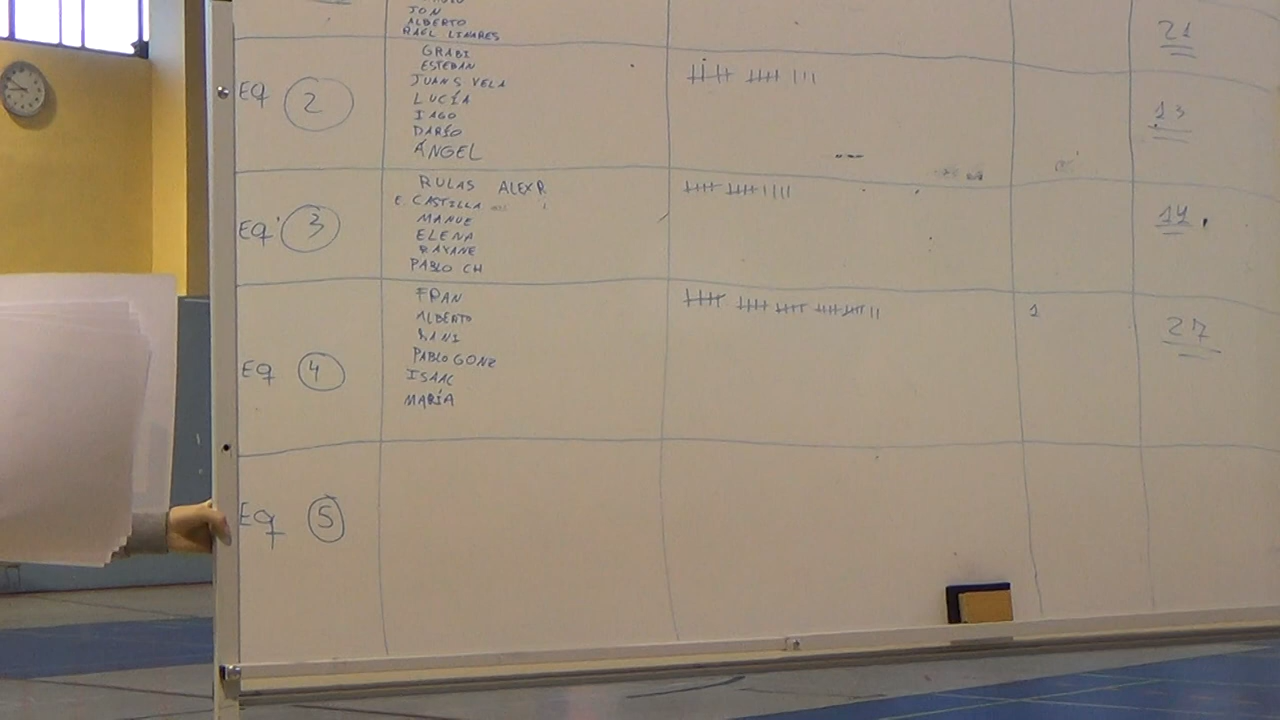 JON
ALBERTO
RAEL LINARES
21
Eq 2
GRABI
ESTEBAN
JUANS VELA
LUCÍA
IAGO
DARÍO
ÁNGEL
13
Eq 3
RULAS ALEX R
E CASTILLA
MANUE
ELENA
RAYANE
PABLO CH
14
Eq 4
FRAN
ALBERTO
DANI
PABLO GONZ
ISAAC
MARÍA
1
27
Eq 5